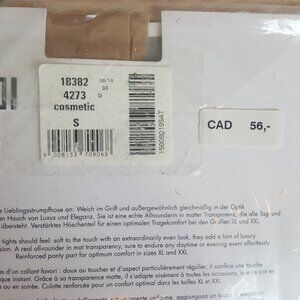 18382
06/14
33
4273
D
cosmetic
S
9 008133 709068
150080195AT
CAD 56,-
Lieblingsstrumpfhose an: Weich im Griff und außergewöhnlich gleichmäßig in der Optik
en Hauch von Luxus und Eleganz. Sie ist eine echte Allrounderin in matter Transparenz, die alle Tag- und
übersteht. Verstärktes Höschenteil für einen optimalen Tragekomfort bei den Größen XL und XXL.
tights should feel: soft to the touch with an extraordinarily even look, they add a hint of luxury
ession. A real all-rounder in matt transparency, made to endure any daytime or evening event effortlessly
Reinforced panty part for optimum comfort in sizes XL and XXL.
es d'un collant favori : doux au toucher et d'aspect particulièrement régulier, il confère une touche
Grâce à sa transparence matte, il s'adapte aisément à toutes les occasions, que ce soit en
ou en soirée. Culotte renforcée pour un confort optimal dans les tailles XL et XXL.